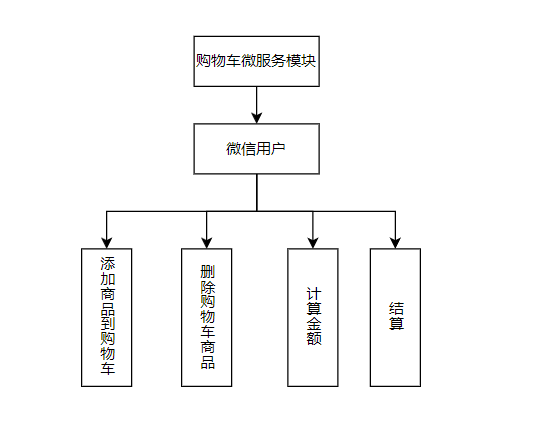 购物车微服务模块
微信用户
添加商品到购物车
删除购物车商品
计算金额
结算